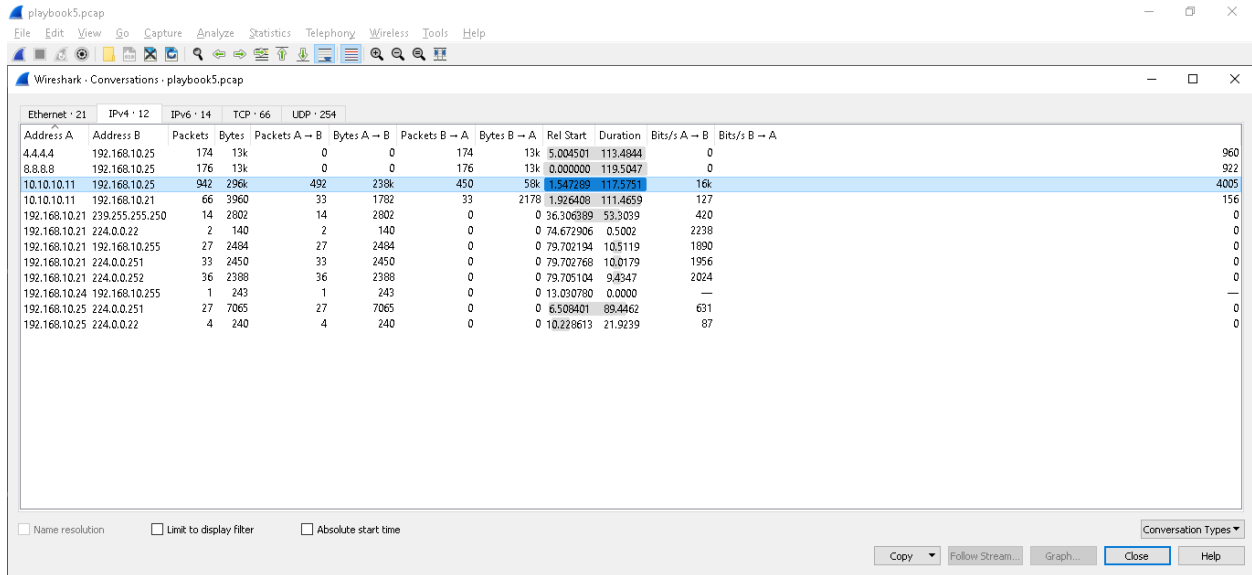 playbook5.pcap
File Edit View Go Capture Analyze Statistics Telephony Wireless Tools Help
Wireshark · Conversations · playbook5.pcap
Ethernet · 21 IPv4 · 12 IPv6 · 14 TCP · 66 UDP · 254
Address A Address B Packets Bytes Packets A → B Bytes A → B Packets B → A Bytes B → A Rel Start Duration Bits/s A → B Bits/s B → A
4.4.4.4 192.168.10.25 174 13k 0 0 174 13k 5.004501 113.4844 0 960
8.8.8.8 192.168.10.25 176 13k 0 0 176 13k 0.000000 119.5047 0 922
10.10.10.11 192.168.10.25 942 296k 492 238k 450 58k 1.547289 117.5751 16k 4005
10.10.10.11 192.168.10.21 66 3960 33 1782 33 2178 1.926408 111.4659 127 156
192.168.10.21 239.255.255.250 14 2802 14 2802 0 0 36.306389 53.3039 420 0
192.168.10.21 224.0.0.22 2 140 2 140 0 0 74.672906 0.5002 2238 0
192.168.10.21 192.168.10.255 27 2484 27 2484 0 0 79.702194 10.5119 1890 0
192.168.10.21 224.0.0.251 33 2450 33 2450 0 0 79.702768 10.0179 1956 0
192.168.10.21 224.0.0.252 36 2388 36 2388 0 0 79.705104 9.4347 2024 0
192.168.10.24 192.168.10.255 1 243 1 243 0 0 13.030780 0.0000 — —
192.168.10.25 224.0.0.251 27 7065 27 7065 0 0 6.508401 89.4462 631 0
192.168.10.25 224.0.0.22 4 240 4 240 0 0 10.228613 21.9239 87 0
Name resolution Limit to display filter Absolute start time Conversation Types
Copy Follow Stream... Graph... Close Help